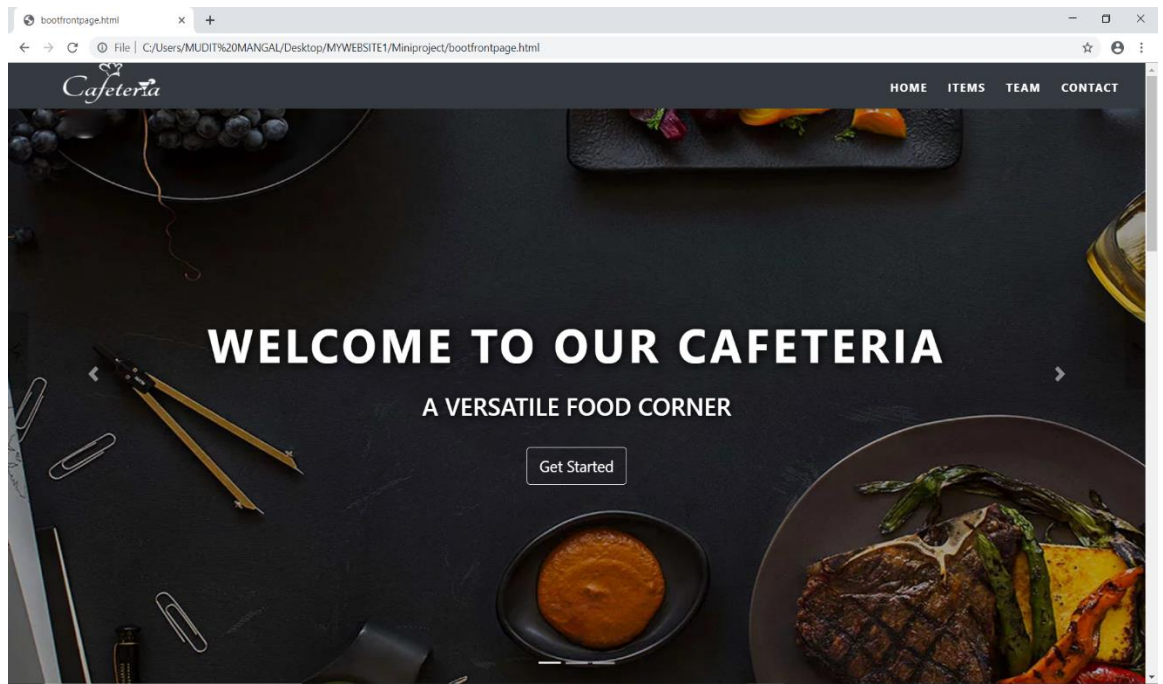 bootfrontpage.html
File | C:/Users/MUDIT%20MANGAL/Desktop/MYWEBSITE1/Miniproject/bootfrontpage.html
Cafeteria
HOME ITEMS TEAM CONTACT
WELCOME TO OUR CAFETERIA
A VERSATILE FOOD CORNER
Get Started